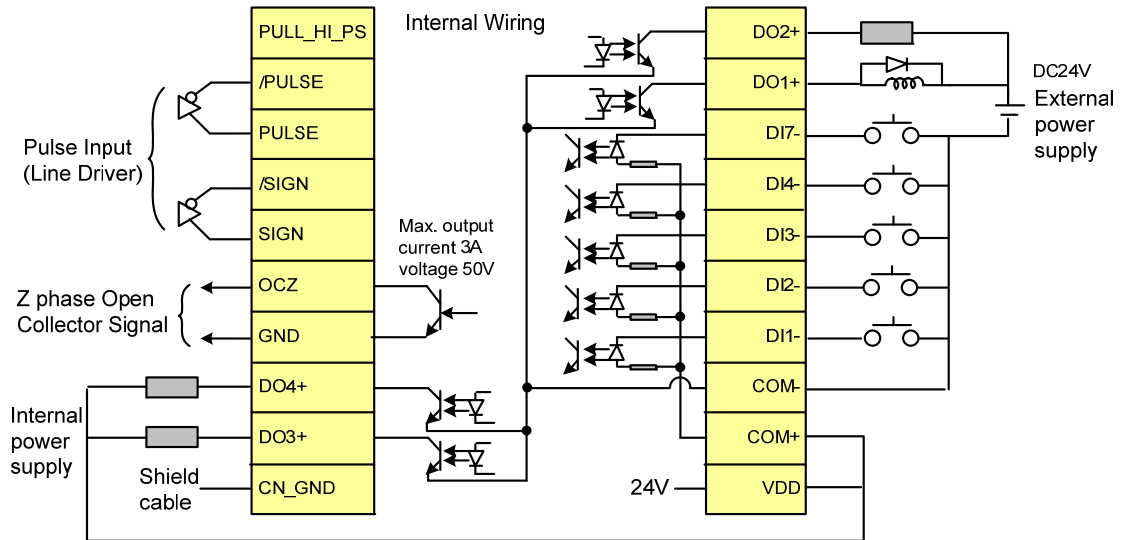 Internal Wiring
PULL_HI_PS
/PULSE
PULSE
/SIGN
SIGN
OCZ
GND
DO4+
DO3+
CN_GND
Pulse Input
(Line Driver)
Z phase Open
Collector Signal
Internal
power
supply
Shield
cable
Max. output
current 3A
voltage 50V
DO2+
DO1+
DI7-
DI4-
DI3-
DI2-
DI1-
COM-
COM+
VDD
24V
DC24V
External
power
supply